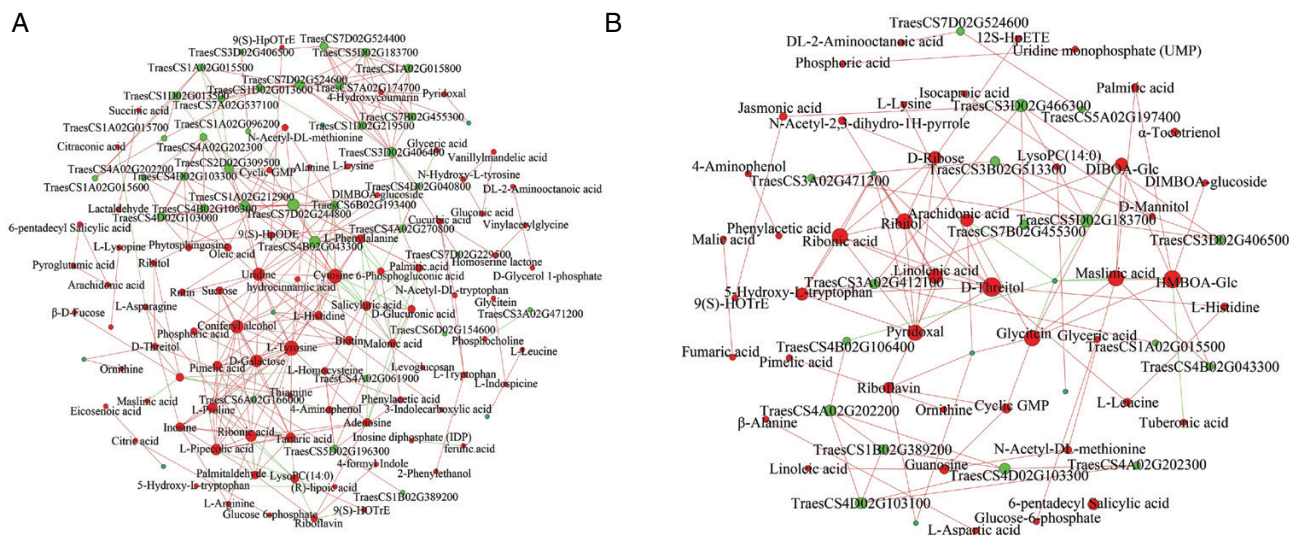 A
9(S)-HpOTrE
TraesCS7D02G524400
TraesCS3D02G406500
TraesCS5D02G183700
TraesCS1A02G015500
TraesCS1A02G015800
TraesCS7D02G524600
TraesCS1D02G013600
TraesCS7A02G174700
TraesCS1D02G013500
4-Hydroxycoumarin
Pyridoxal
TraesCS7A02G537100
Succinic acid
TraesCS7B02G455300
TraesCS1A02G015700
TraesCS1A02G096200
TraesCS1D02G219500
N-Acetyl-DL-methionine
Glyceric acid
Citraconic acid
TraesCS4A02G202300
TraesCS3D02G406400
Vanillylmandelic acid
TraesCS4A02G202200
TraesCS2D02G309500
Alanine
L-Lysine
TraesCS4D02G103300
Cyclic GMP
N-Hydroxy-L-tyrosine
TraesCS1A02G015600
DIMBOA-glucoside
TraesCS4D02G040800
DL-2-Aminooctanoic acid
TraesCS1A02G212900
Lactaldehyde
TraesCS4B02G106300
TraesCS6B02G193400
Gluconic acid
TraesCS4D02G103000
TraesCS7D02G244800
Cucurbic acid
Vinylacetylglycine
6-pentadecyl Salicylic acid
TraesCS4A02G270800
9(S)-HpODE
L-Phenylalanine
L-Lysopine
Phytosphingosine
TraesCS4B02G043300
TraesCS7D02G229500
Oleic acid
Homoserine lactone
Pyroglutamic acid
Ribitol
Uridine
Palmitic acid
Cytosine
6-Phosphogluconic acid
D-Glycerol 1-phosphate
Arachidonic acid
Rutin
Sucrose
hydrocinnamic acid
N-Acetyl-DL-tryptophan
L-Asparagine
Salicyluric acid
Glycitein
β-D-Fucose
L-Histidine
D-Glucuronic acid
TraesCS3A02G471200
Phosphoric acid
Coniferylalcohol
TraesCS6D02G154600
D-Threitol
L-Tyrosine
Biotin
Malonic acid
Phosphocholine
L-Leucine
Ornithine
Pimelic acid
D-Galactose
L-Homocysteine
Levoglucosan
L-Tryptophan
TraesCS4A02G061900
L-Indospicine
Maslinic acid
TraesCS6A02G166000
Thiamine
Phenylacetic acid
Eicosenoic acid
L-Proline
4-Aminophenol
3-Indolecarboxylic acid
Inosine
Ribonic acid
Adenosine
Citric acid
Tartaric acid
Inosine diphosphate (IDP)
L-Pipecolic acid
TraesCS5D02G196300
ferulic acid
4-formyl Indole
Palmitaldehyde
LysoPC(14:0)
2-Phenylethanol
5-Hydroxy-L-tryptophan
(R)-lipoic acid
TraesCS1B02G389200
L-Arginine
9(S)-HOTrE
Glucose 6-phosphate
Riboflavin
B
TraesCS7D02G524600
DL-2-Aminooctanoic acid
12S-HpETE
Uridine monophosphate (UMP)
Phosphoric acid
Isocaproic acid
Palmitic acid
Jasmonic acid
L-Lysine
TraesCS3D02G466300
N-Acetyl-2,3-dihydro-1H-pyrrole
TraesCS5A02G197400
α-Tocotrienol
4-Aminophenol
D-Ribose
LysoPC(14:0)
DIBOA-Glc
TraesCS3B02G513300
TraesCS3A02G471200
DIMBOA-glucoside
Arachidonic acid
D-Mannitol
Phenylacetic acid
Ribitol
TraesCS5D02G183700
Malic acid
Ribonic acid
TraesCS7B02G455300
TraesCS3D02G406500
Linolenic acid
Maslinic acid
TraesCS3A02G412100
D-Threitol
HMBOA-Glc
5-Hydroxy-L-tryptophan
9(S)-HOTrE
L-Histidine
Pyridoxal
Glycitein
Glyceric acid
TraesCS4B02G106400
TraesCS1A02G015500
Fumaric acid
Pimelic acid
TraesCS4B02G043300
Riboflavin
TraesCS4A02G202200
Ornithine
Cyclic GMP
L-Leucine
β-Alanine
Tuberonic acid
TraesCS1B02G389200
N-Acetyl-DL-methionine
Linoleic acid
Guanosine
TraesCS4A02G202300
TraesCS4D02G103300
TraesCS4D02G103100
6-pentadecyl Salicylic acid
Glucose-6-phosphate
L-Aspartic acid